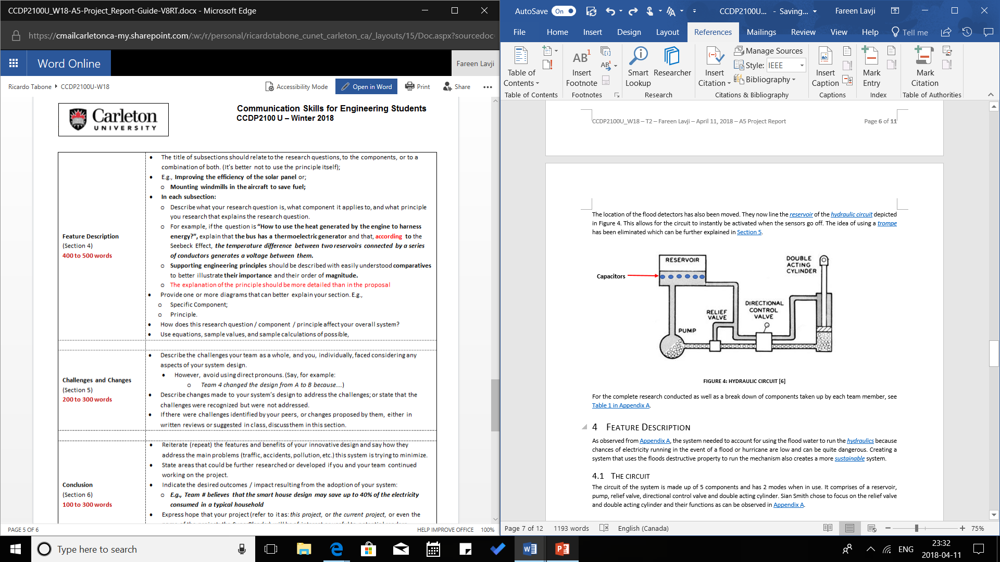 CCDP2100U_W18-A5-Project_Report-Guide-V8RT.docx - Microsoft Edge
https://cmailcarletonca-my.sharepoint.com/:w:/r/personal/ricardotabone_cunet_carleton_ca/_layouts/15/Doc.aspx?sourcedoc
Word Online
Fareen Lavji
Ricardo Tabone
CCDP2100U-W18
Accessibility Mode
Open in Word
Print
Share
Carleton
UNIVERSITY
Communication Skills for Engineering Students
CCDP2100 U – Winter 2018
Feature Description
(Section 4)
400 to 500 words
• The title of subsections should relate to the research questions, to the components, or to a
combination of both. (It's better not to use the principle itself);
• E.g., Improving the efficiency of the solar panel or;
o Mounting windmills in the aircraft to save fuel;
• In each subsection:
o Describe what your research question is, what component it applies to, and what principle
you research that explains the research question.
o For example, if the question is "How to use the heat generated by the engine to harness
energy?", explain that the bus has a thermoelectric generator and that, according to the
Seebeck Effect, the temperature difference between two reservoirs connected by a series
of conductors generates a voltage between them.
o Supporting engineering principles should be described with easily understood comparatives
to better illustrate their importance and their order of magnitude.
o The explanation of the principle should be more detailed than in the proposal
• Provide one or more diagrams that can better explain your section. E.g.,
o Specific Component;
o Principle.
• How does this research question / component / principle affect your overall system?
• Use equations, sample values, and sample calculations of possible,
Challenges and Changes
(Section 5)
200 to 300 words
• Describe the challenges your team as a whole, and you, individually, faced considering any
aspects of your system design.
• However, avoid using direct pronouns. (Say, for example:
o Team 4 changed the design from A to B because....)
• Describe changes made to your system's design to address the challenges; or state that the
challenges were recognized but were not addressed.
• If there were challenges identified by your peers, or changes proposed by them, either in
written reviews or suggested in class, discuss them in this section.
Conclusion
(Section 6)
100 to 300 words
• Reiterate (repeat) the features and benefits of your innovative design and say how they
address the main problems (traffic, accidents, pollution, etc.) this system is trying to minimize.
• State areas that could be further researched or developed if you and your team continued
working on the project.
• Indicate the desired outcomes / impact resulting from the adoption of your system:
o E.g., Team # believes that the smart house design may save up to 40% of the electricity
consumed in a typical household
• Express hope that your project (refer to it as: this project, or the current project, or even the
PAGE 5 OF 6
HELP IMPROVE OFFICE
100%
AutoSave
On
CCDP2100U... - Saving...
Fareen Lavji
File
Home
Insert
Design
Layout
References
Mailings
Review
View
Help
Tell me
Table of
Contents
Table of Contents
AB1
Insert
Footnote
AB1
Footnotes
Smart
Lookup
Researcher
Research
Insert
Citation
Manage Sources
Style: IEEE
Bibliography
Citations & Bibliography
Insert
Caption
Captions
Mark
Entry
Index
Mark
Citation
Table of Authorities
CCDP2100U_W18 – T2 – Fareen Lavji – April 11, 2018 – A5 Project Report
Page 6 of 11
The location of the flood detectors has also been moved. They now line the reservoir of the hydraulic circuit depicted
in Figure 4. This allows for the circuit to instantly be activated when the sensors go off. The idea of using a trompe
has been eliminated which can be further explained in Section 5.
Capacitors
RESERVOIR
DOUBLE
ACTING
CYLINDER
DIRECTIONAL
CONTROL
VALVE
RELIEF
VALVE
PUMP
FIGURE 4: HYDRAULIC CIRCUIT [6]
For the complete research conducted as well as a break down of components taken up by each team member, see
Table 1 in Appendix A.
4 FEATURE DESCRIPTION
As observed from Appendix A, the system needed to account for using the flood water to run the hydraulics because
chances of electricity running in the event of a flood or hurricane are low and can be quite dangerous. Creating a
system that uses the floods destructive property to run the mechanism also creates a more sustainable system.
4.1 THE CIRCUIT
The circuit of the system is made up of 5 components and has 2 modes when in use. It comprises of a reservoir,
pump, relief valve, directional control valve and double acting cylinder. Sian Smith chose to focus on the relief valve
and double acting cylinder and their functions as can be observed in Appendix A.
Page 7 of 12
1193 words
English (Canada)
75%
Type here to search
ENG
23:32
2018-04-11